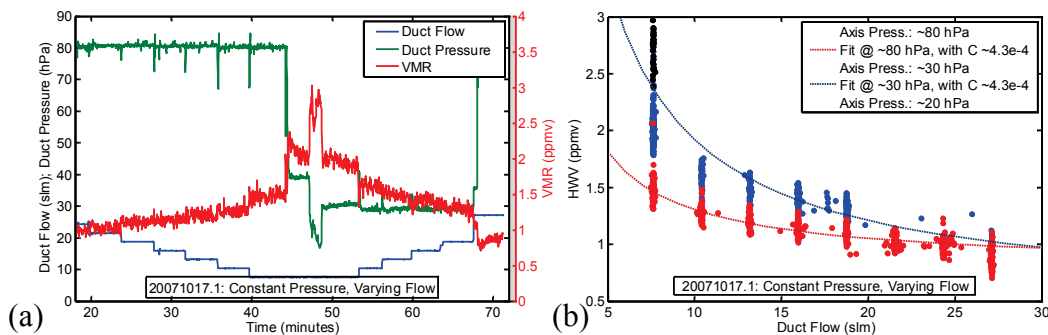 90
80
70
60
50
40
30
20
10
0
Duct Flow (slm); Duct Pressure (hPa)
4
3.5
3
2.5
2
1.5
1
0.5
0
VMR (ppmv)
Duct Flow
Duct Pressure
VMR
20071017.1: Constant Pressure, Varying Flow
20
30
40
50
60
70
Time (minutes)
(a)
3
2.5
2
1.5
1
0.5
HWV (ppmv)
Axis Press.: ~80 hPa
Fit @ ~80 hPa, with C ~4.3e-4
Axis Press.: ~30 hPa
Fit @ ~30 hPa, with C ~4.3e-4
Axis Press.: ~20 hPa
20071017.1: Constant Pressure, Varying Flow
5
10
15
20
25
30
Duct Flow (slm)
(b)